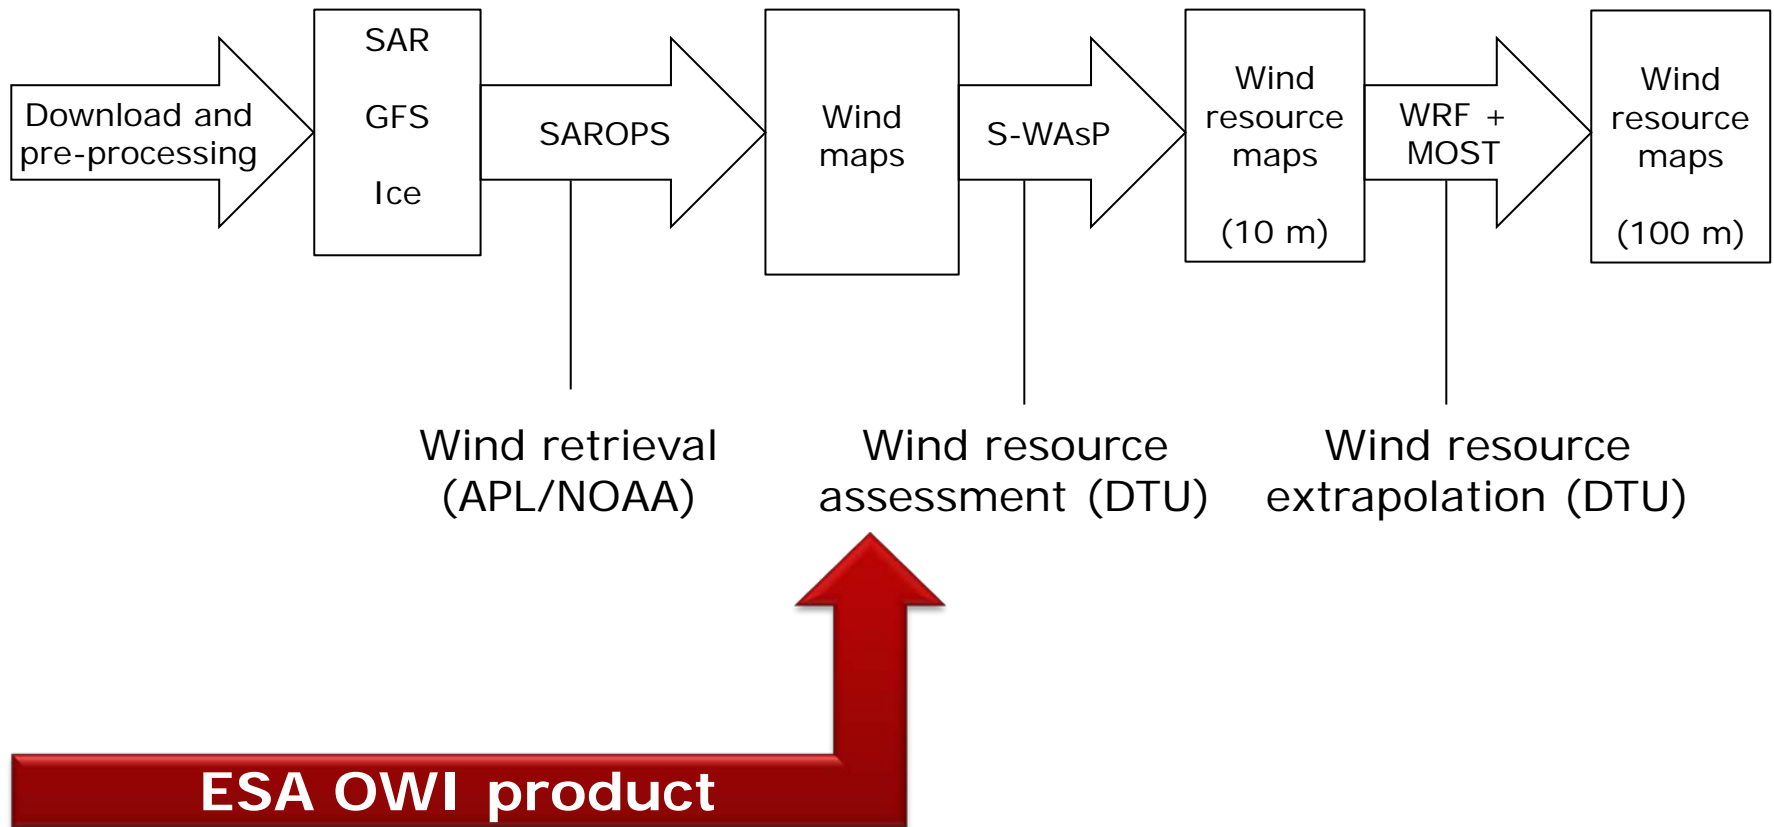 Download and
pre-processing
SAR
GFS
Ice
SAROPS
Wind
maps
S-WAsP
Wind
resource
maps
(10 m)
WRF +
MOST
Wind
resource
maps
(100 m)
Wind retrieval
(APL/NOAA)
Wind resource
assessment (DTU)
Wind resource
extrapolation (DTU)
ESA OWI product